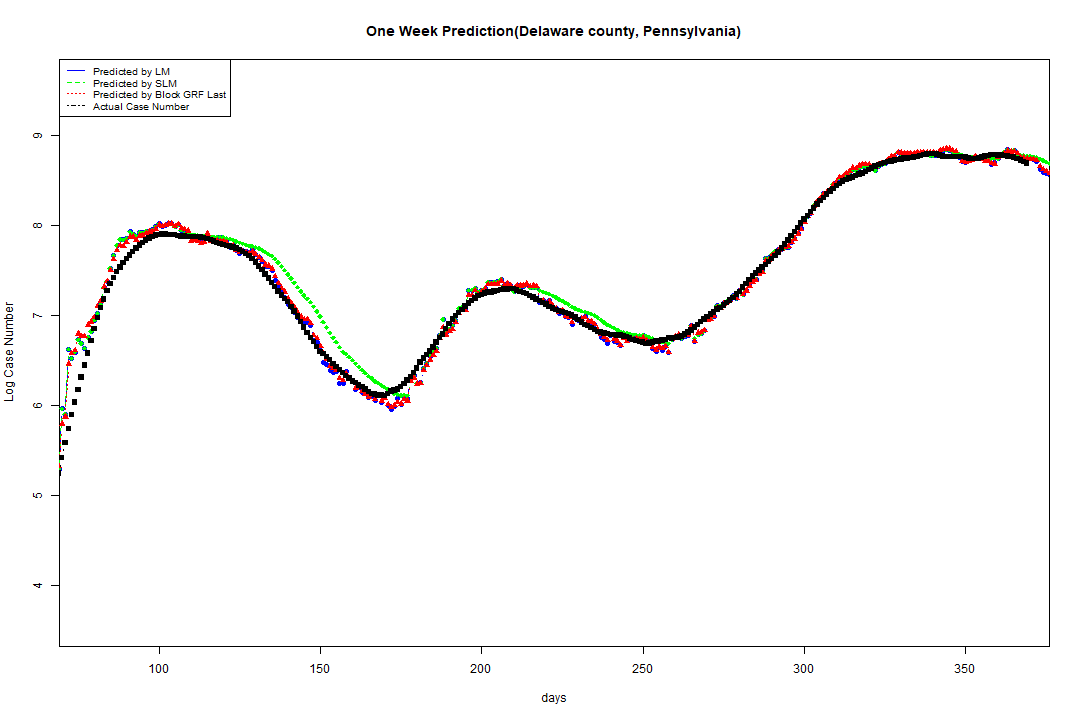 One Week Prediction(Delaware county, Pennsylvania)
Predicted by LM
Predicted by SLM
Predicted by Block GRF Last
Actual Case Number
9
8
7
6
5
4
Log Case Number
100 150 200 250 300 350
days